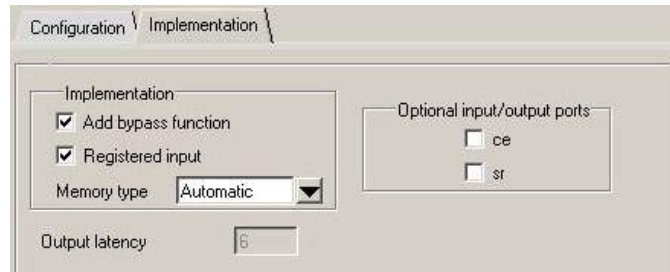 Configuration Implementation
Implementation
Add bypass function
Registered input
Memory type Automatic
Output latency 6
Optional input/output ports
ce
sr